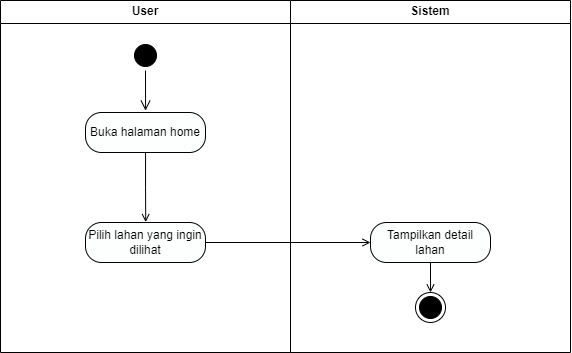 User
Sistem
Buka halaman home
Pilih lahan yang ingin
dilihat
Tampilkan detail
lahan